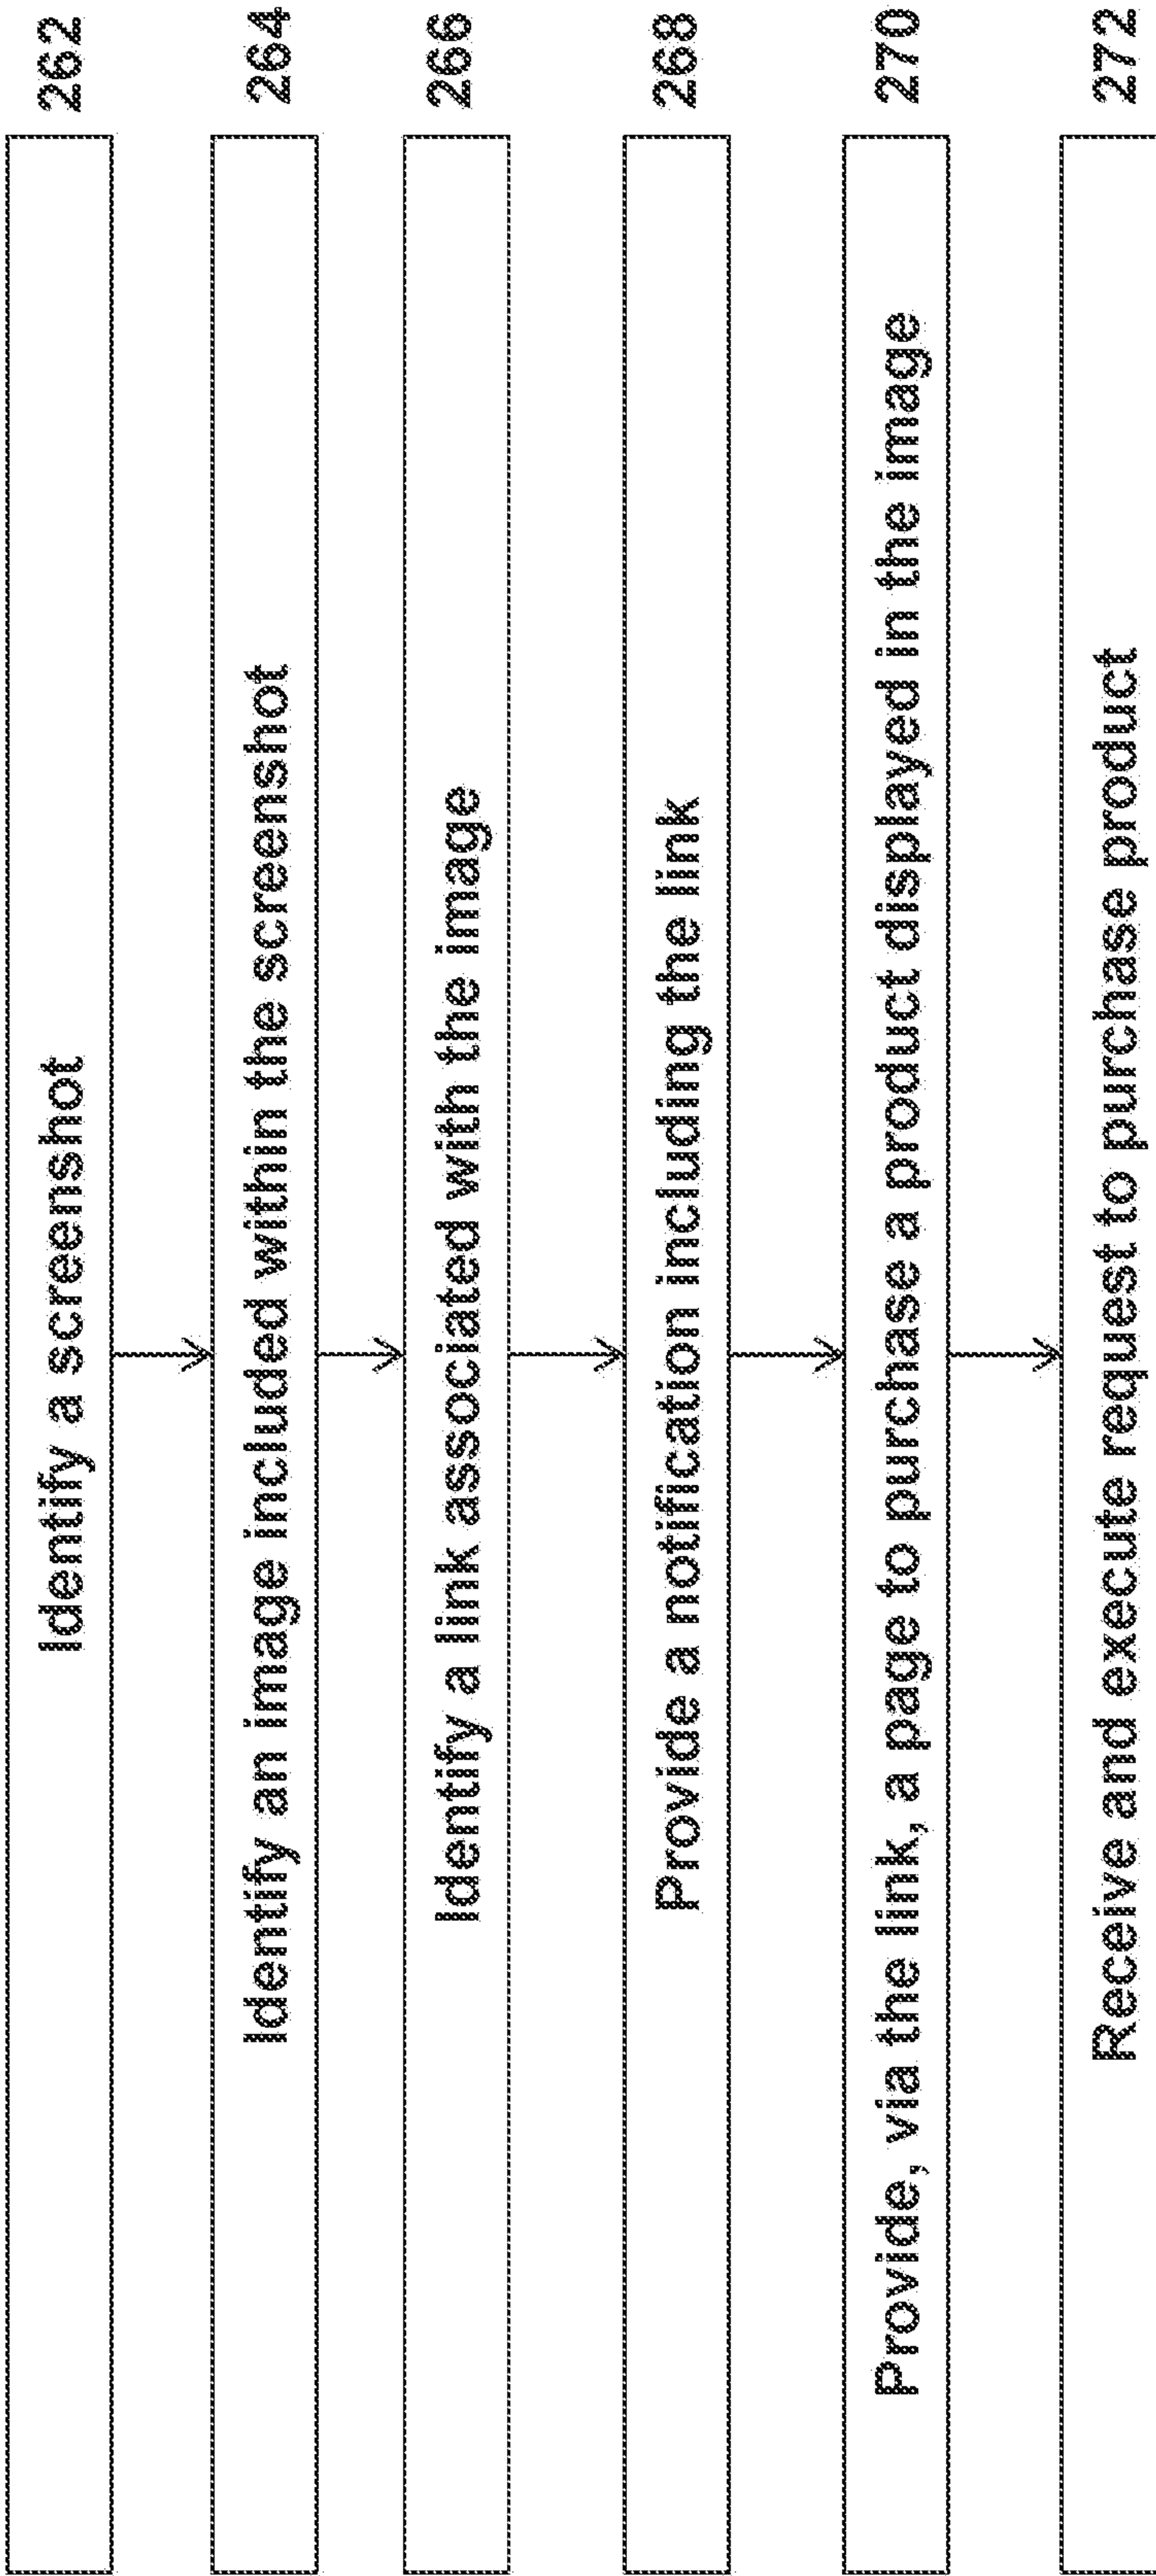 Identify a screenshot 262
Identify an image included within the screenshot 264
Identify a link associated with the image 266
Provide a notification including the link 268
Provide, via the link, a page to purchase a product displayed in the image 270
Receive and execute request to purchase product 272